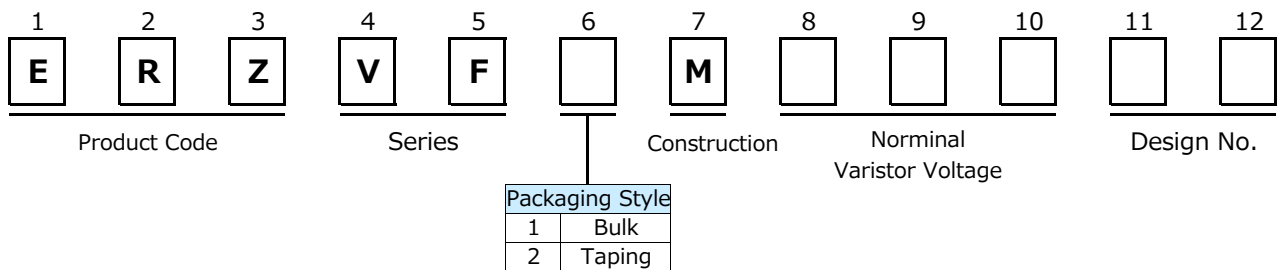 1 2 3 4 5 6 7 8 9 10 11 12
E R Z V F M
Product Code Series Construction Norminal Varistor Voltage Design No.
Packaging Style
1 Bulk
2 Taping